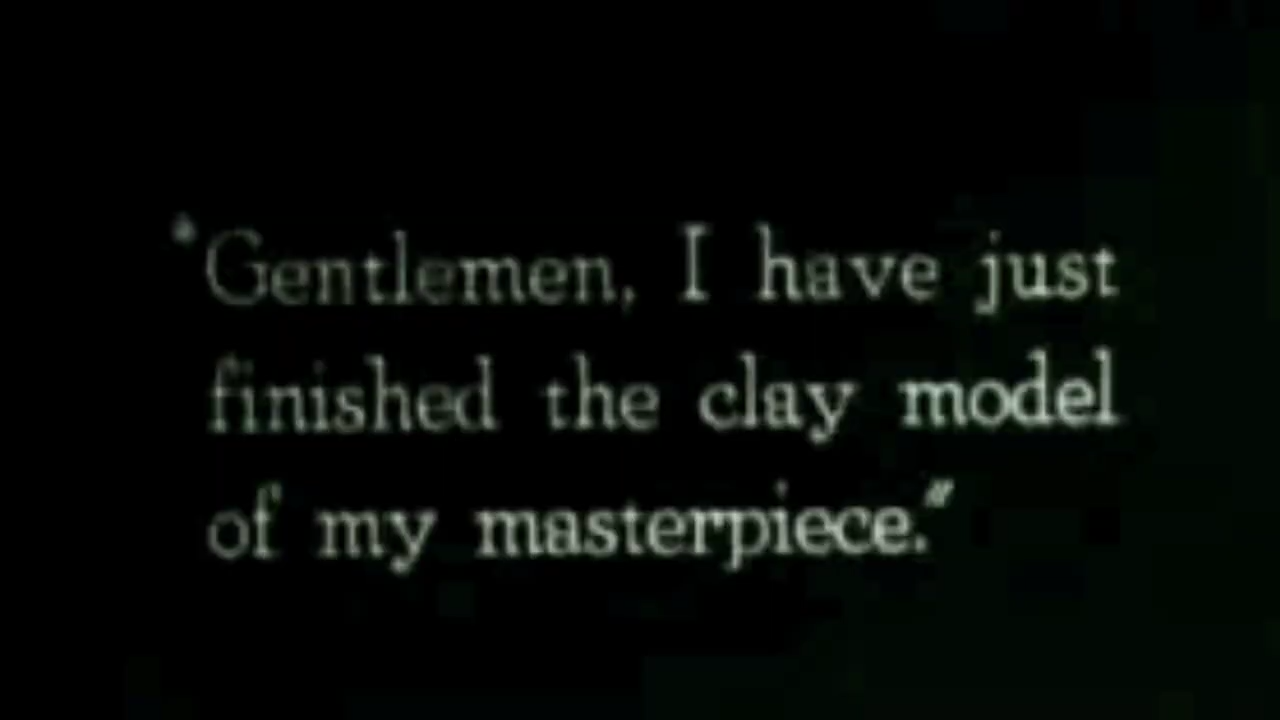 "Gentlemen, I have just
finished the clay model
of my masterpiece."